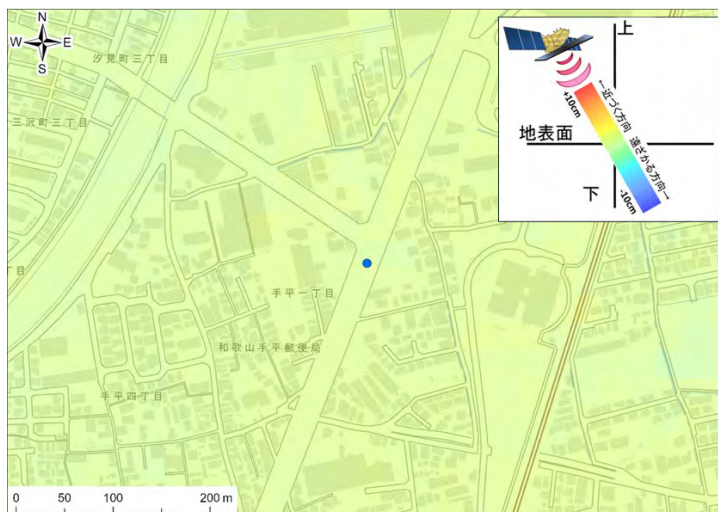 N
W E
S
汐見町三丁目
三沢町三丁目
丁目
手平一丁目
和歌山手平郵便局
手平四丁目
0 50 100 200 m
上
地表面
下
+10cm
-10cm
←近づく方向 遠ざかる方向→